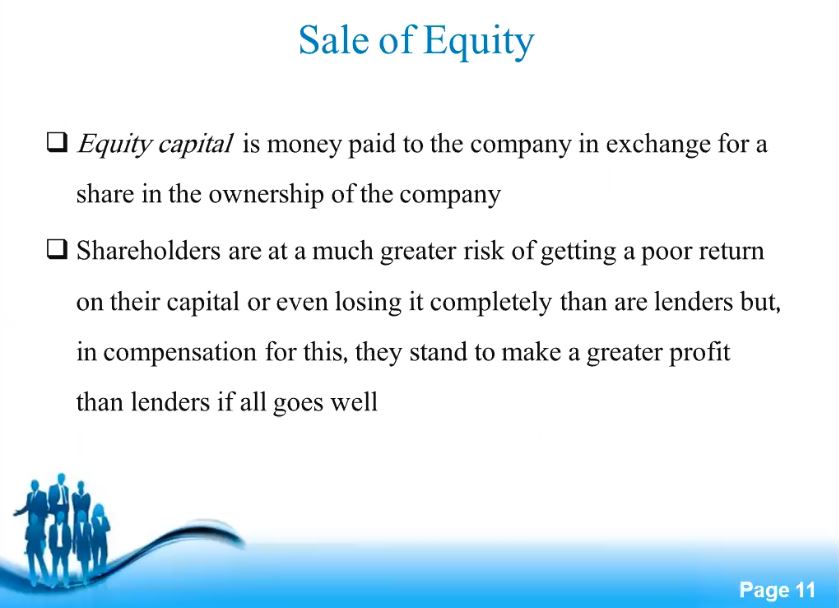 Sale of Equity
❑ Equity capital is money paid to the company in exchange for a
share in the ownership of the company
❑ Shareholders are at a much greater risk of getting a poor return
on their capital or even losing it completely than are lenders but,
in compensation for this, they stand to make a greater profit
than lenders if all goes well
Page 11